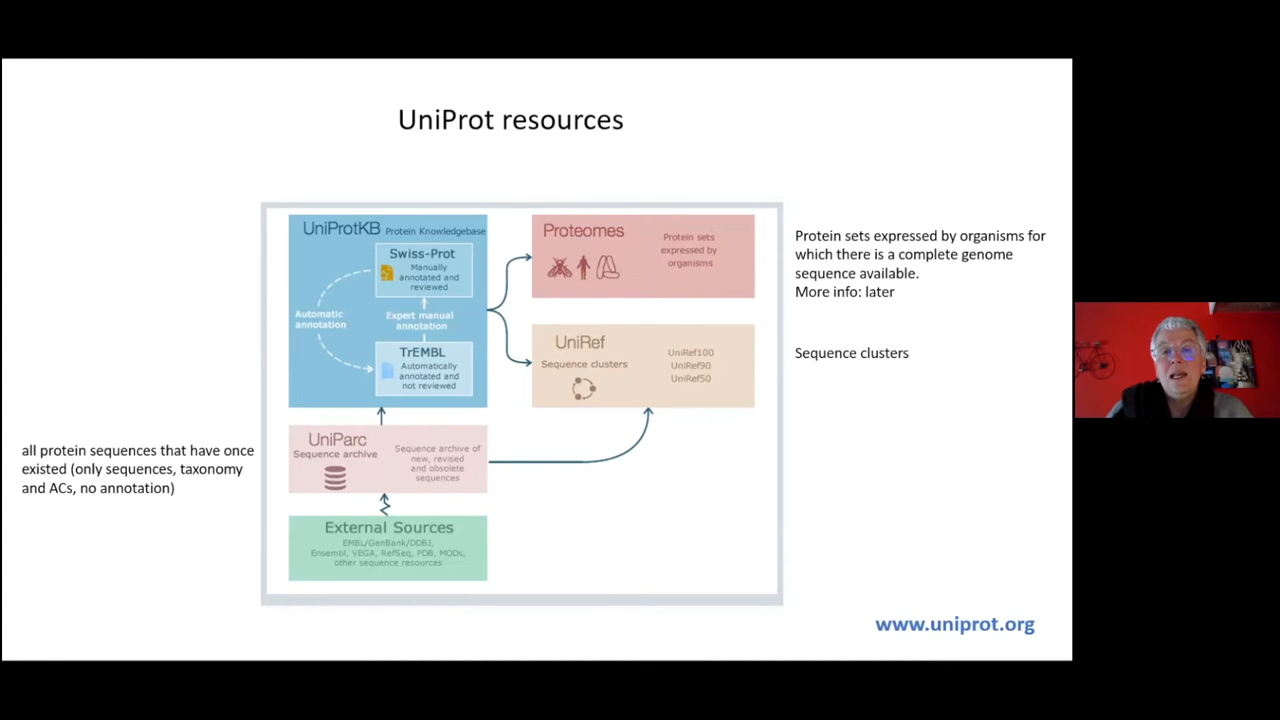 UniProt resources
UniProtKB Protein Knowledgebase
Swiss-Prot
Manually
annotated and
reviewed
Automatic
annotation
Expert manual
annotation
TrEMBL
Automatically
annotated and
not reviewed
Proteomes
Protein sets
expressed by
organisms
UniRef
Sequence clusters
UniRef100
UniRef90
UniRef50
UniParc
Sequence archive
Sequence archive of
new, revised
and obsolete
sequences
External Sources
EMBL/GenBank/DDBJ,
Ensembl, VEGA, RefSeq, PDB, MODs,
other sequence resources
Protein sets expressed by organisms for
which there is a complete genome
sequence available.
More info: later
Sequence clusters
all protein sequences that have once
existed (only sequences, taxonomy
and ACs, no annotation)
www.uniprot.org